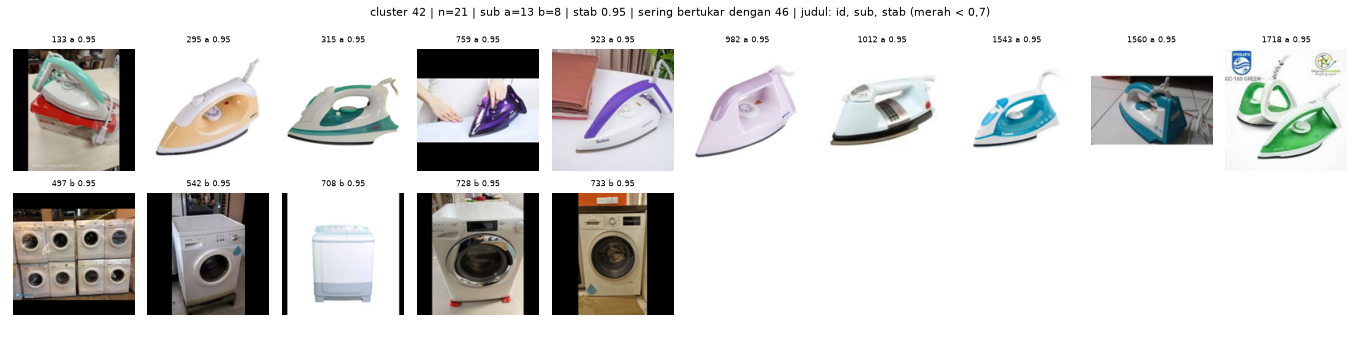 cluster 42 | n=21 | sub a=13 b=8 | stab 0.95 | sering bertukar dengan 46 | judul: id, sub, stab (merah < 0,7)
133 a 0.95
295 a 0.95
315 a 0.95
759 a 0.95
923 a 0.95
982 a 0.95
1012 a 0.95
1543 a 0.95
1560 a 0.95
1718 a 0.95
PHILIPS
GC-160 GREEN
497 b 0.95
542 b 0.95
708 b 0.95
728 b 0.95
733 b 0.95